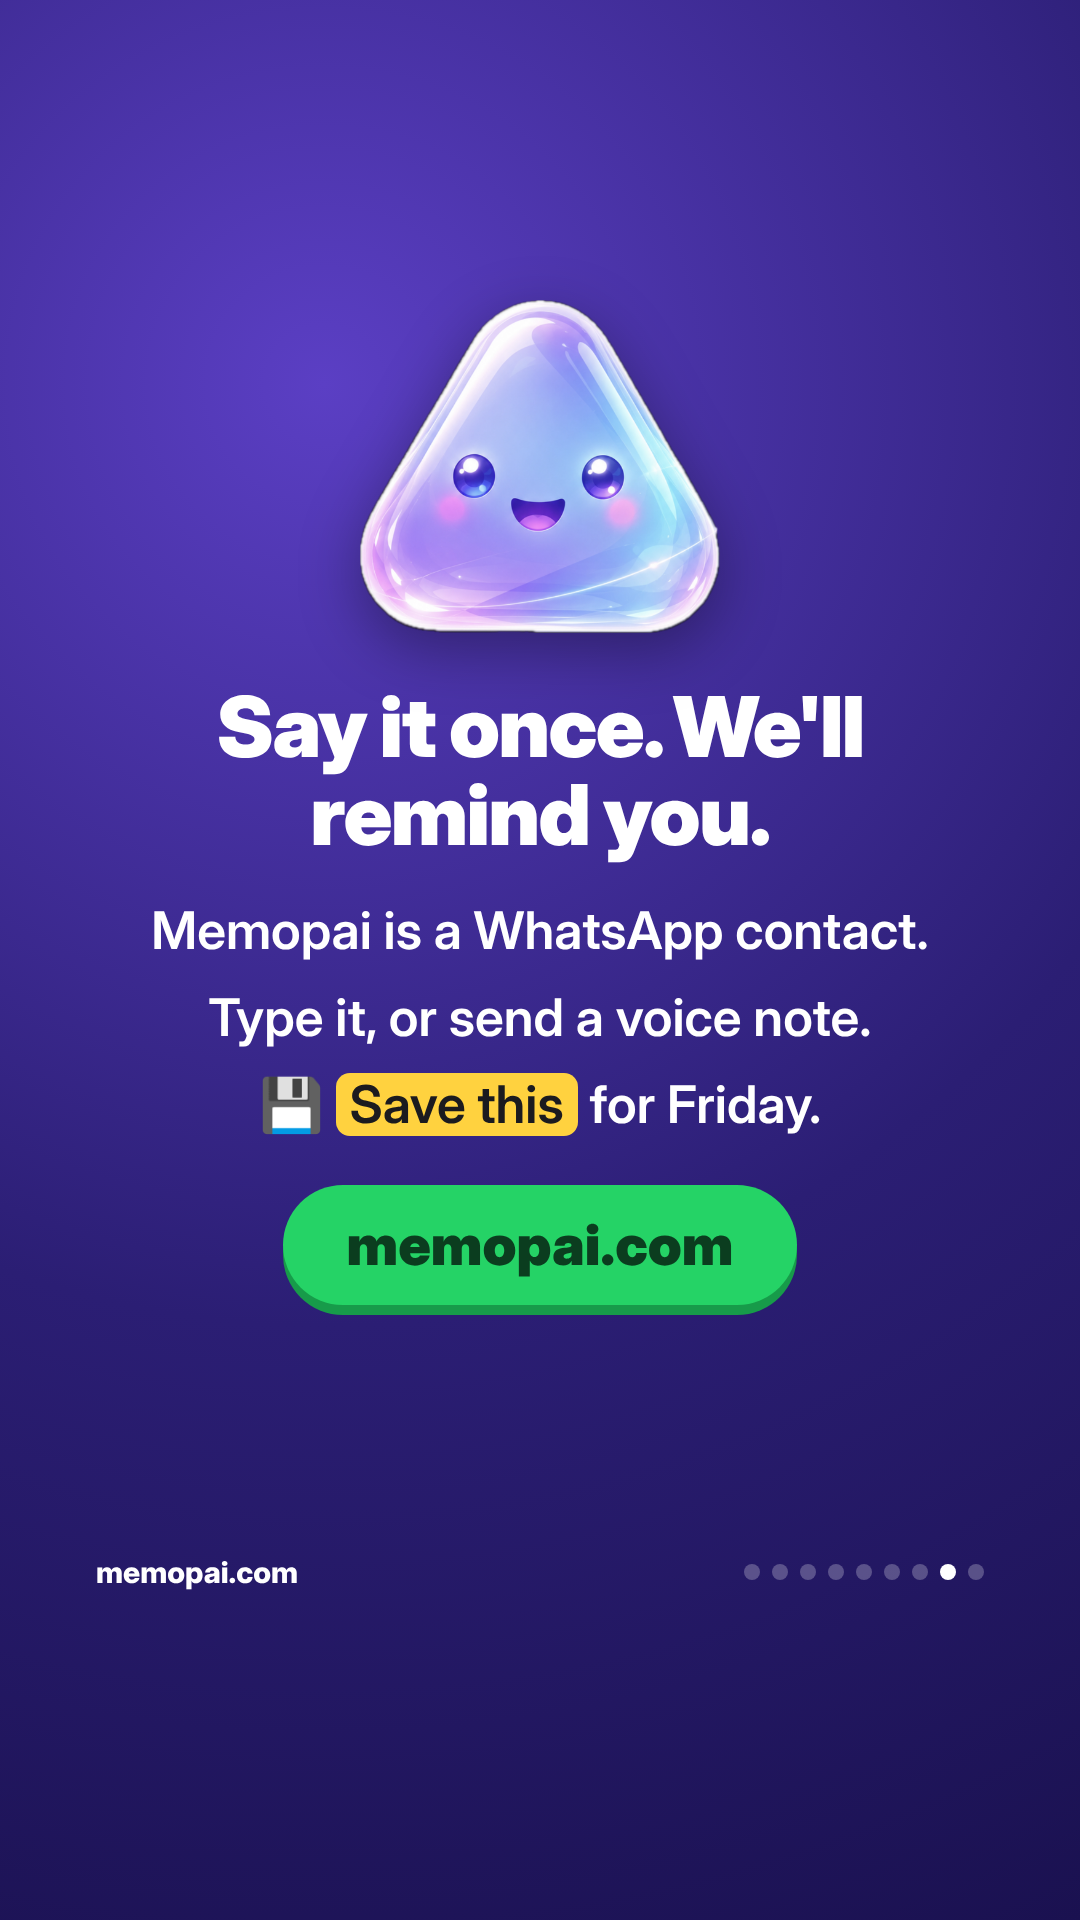 Say it once. We'll
remind you.
Memopai is a WhatsApp contact.
Type it, or send a voice note.
💾 Save this for Friday.
memopai.com
memopai.com